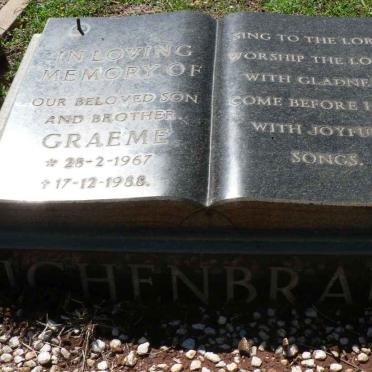 IN LOVING
MEMORY OF
OUR BELOVED SON
AND BROTHER
GRAEME
* 28-2-1967
† 17-12-1988.
SING TO THE LOR
WORSHIP THE LO
WITH GLADNE
COME BEFORE H
WITH JOYFU
SONGS.
ICHENBRA